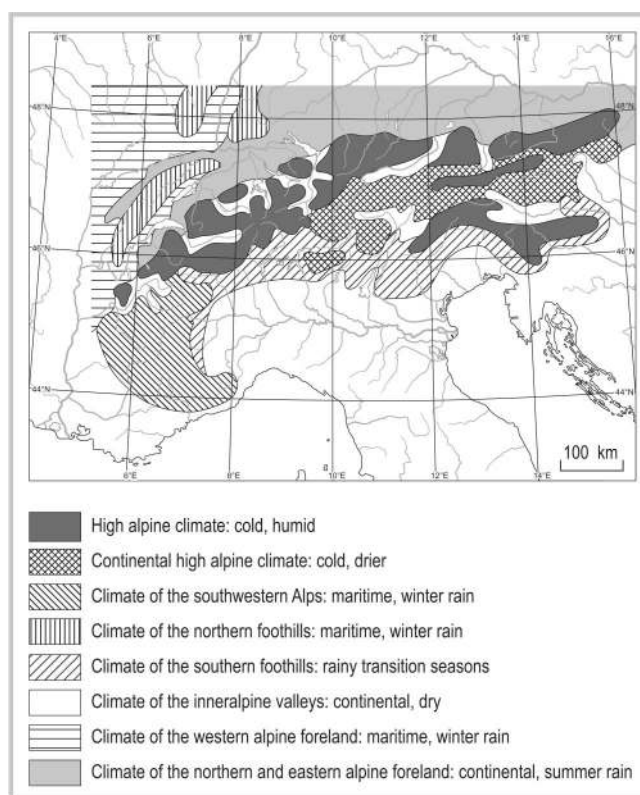 4°E 6°E 8°E 10°E 12°E 14°E 16°E
48°N 48°N
46°N 46°N
44°N 44°N
100 km
6°E 8°E 10°E 12°E 14°E
High alpine climate: cold, humid
Continental high alpine climate: cold, drier
Climate of the southwestern Alps: maritime, winter rain
Climate of the northern foothills: maritime, winter rain
Climate of the southern foothills: rainy transition seasons
Climate of the inneralpine valleys: continental, dry
Climate of the western alpine foreland: maritime, winter rain
Climate of the northern and eastern alpine foreland: continental, summer rain